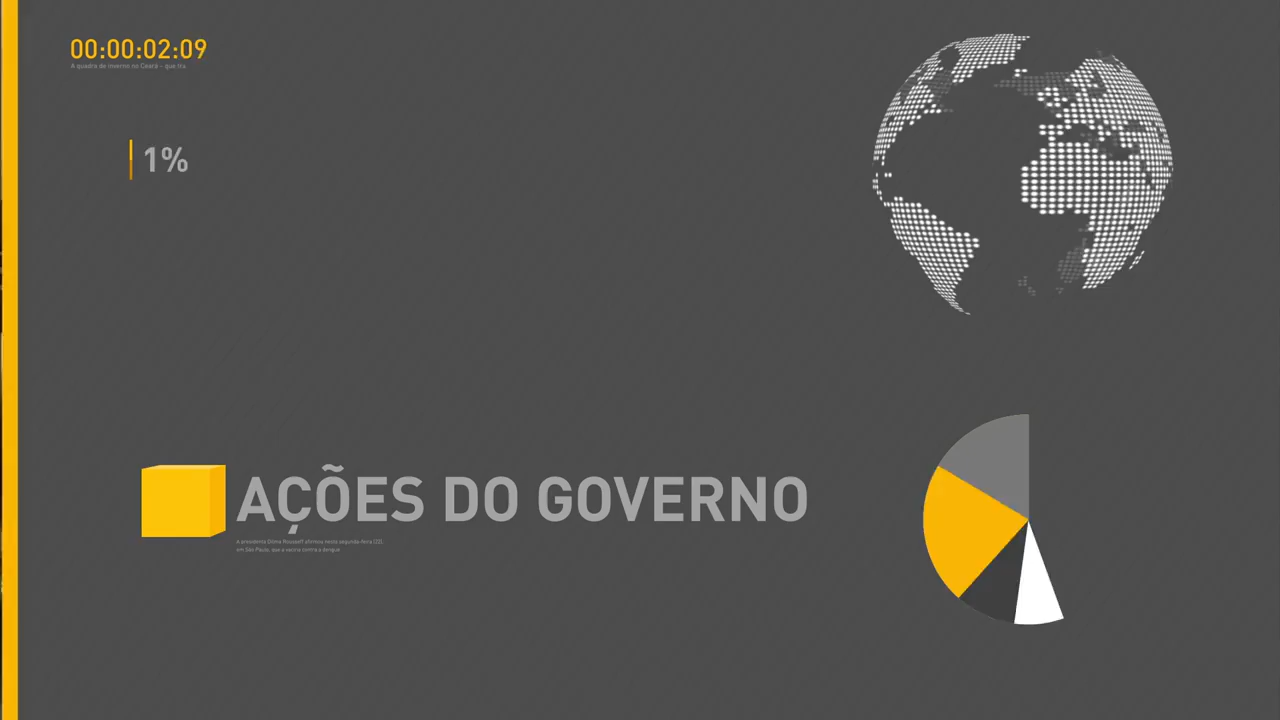 00:00:02:09
A quadra de inverno no Ceará – que tra
1%
AÇÕES DO GOVERNO
A presidenta Dilma Rousseff afirmou nesta segunda-feira (22),
em São Paulo, que a vacina contra a dengue